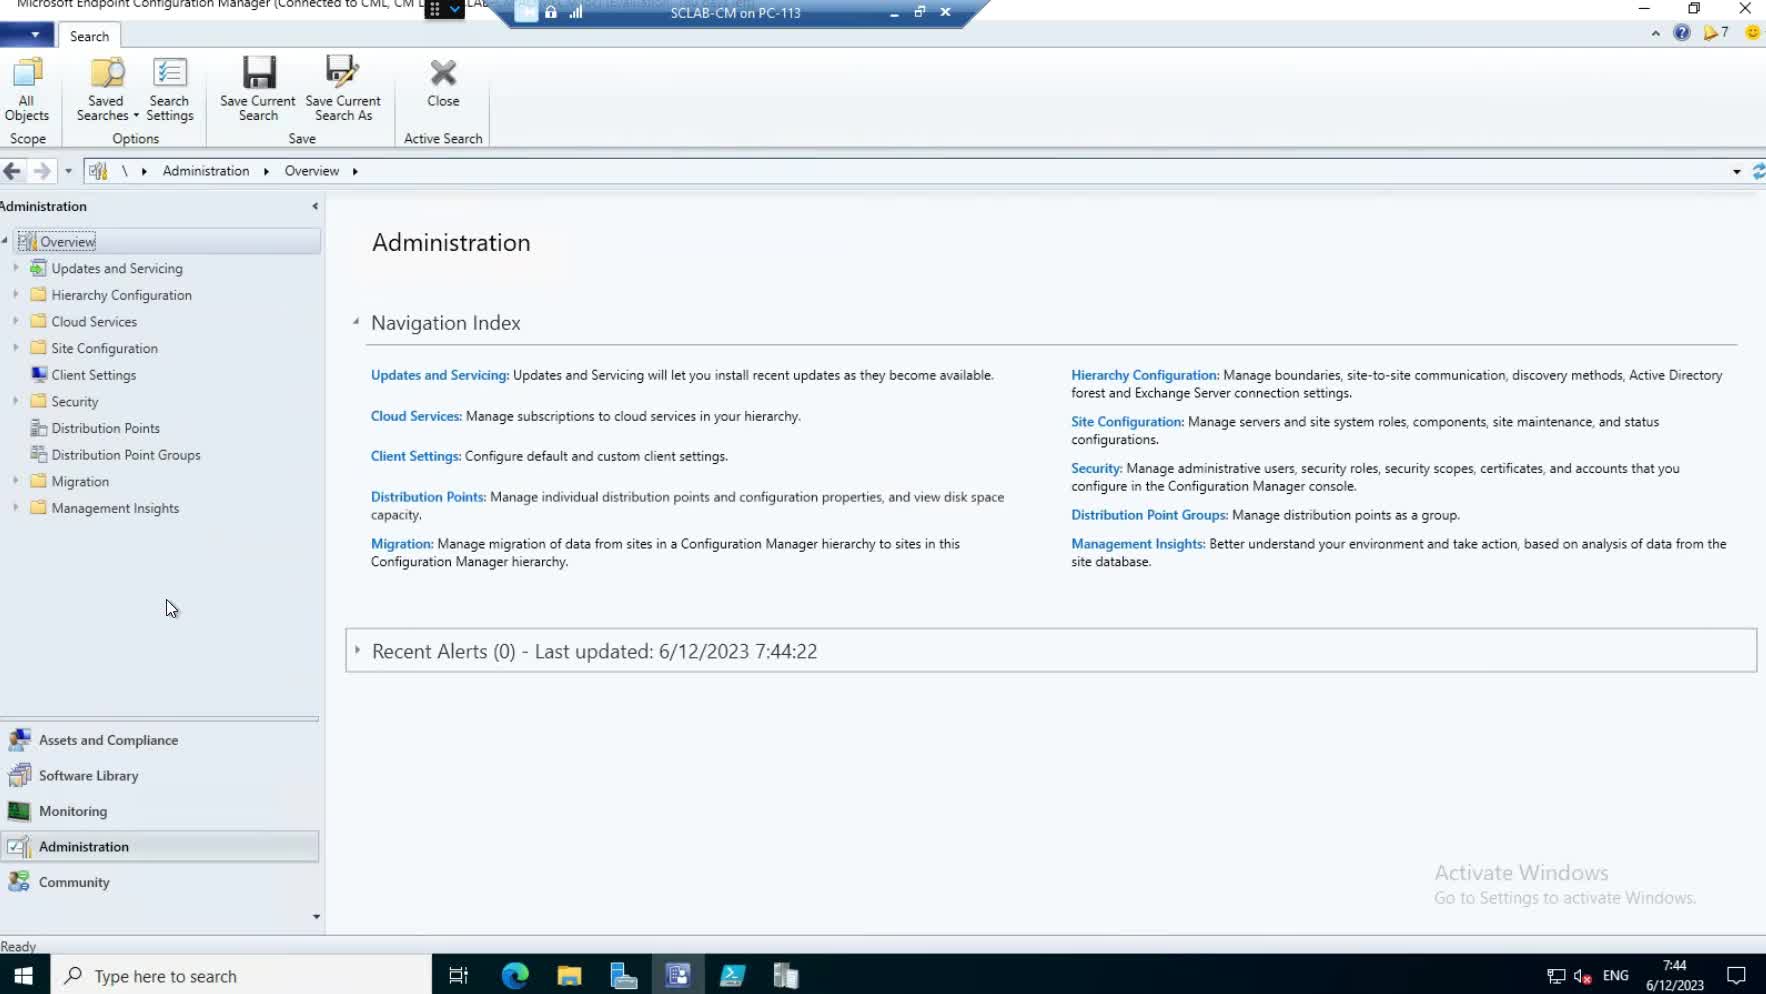 Microsoft Endpoint Configuration Manager (Connected to CML, CM
SCLAB-CM on PC-113
Search
7
All Objects
Saved Searches
Search Settings
Save Current Search
Save Current Search As
Close
Scope
Options
Save
Active Search
\ Administration Overview
Administration
Overview
Updates and Servicing
Hierarchy Configuration
Cloud Services
Site Configuration
Client Settings
Security
Distribution Points
Distribution Point Groups
Migration
Management Insights
Assets and Compliance
Software Library
Monitoring
Administration
Community
Administration
Navigation Index
Updates and Servicing: Updates and Servicing will let you install recent updates as they become available.
Cloud Services: Manage subscriptions to cloud services in your hierarchy.
Client Settings: Configure default and custom client settings.
Distribution Points: Manage individual distribution points and configuration properties, and view disk space
capacity.
Migration: Manage migration of data from sites in a Configuration Manager hierarchy to sites in this
Configuration Manager hierarchy.
Hierarchy Configuration: Manage boundaries, site-to-site communication, discovery methods, Active Directory
forest and Exchange Server connection settings.
Site Configuration: Manage servers and site system roles, components, site maintenance, and status
configurations.
Security: Manage administrative users, security roles, security scopes, certificates, and accounts that you
configure in the Configuration Manager console.
Distribution Point Groups: Manage distribution points as a group.
Management Insights: Better understand your environment and take action, based on analysis of data from the
site database.
Recent Alerts (0) - Last updated: 6/12/2023 7:44:22
Activate Windows
Go to Settings to activate Windows.
Ready
Type here to search
ENG
7:44
6/12/2023